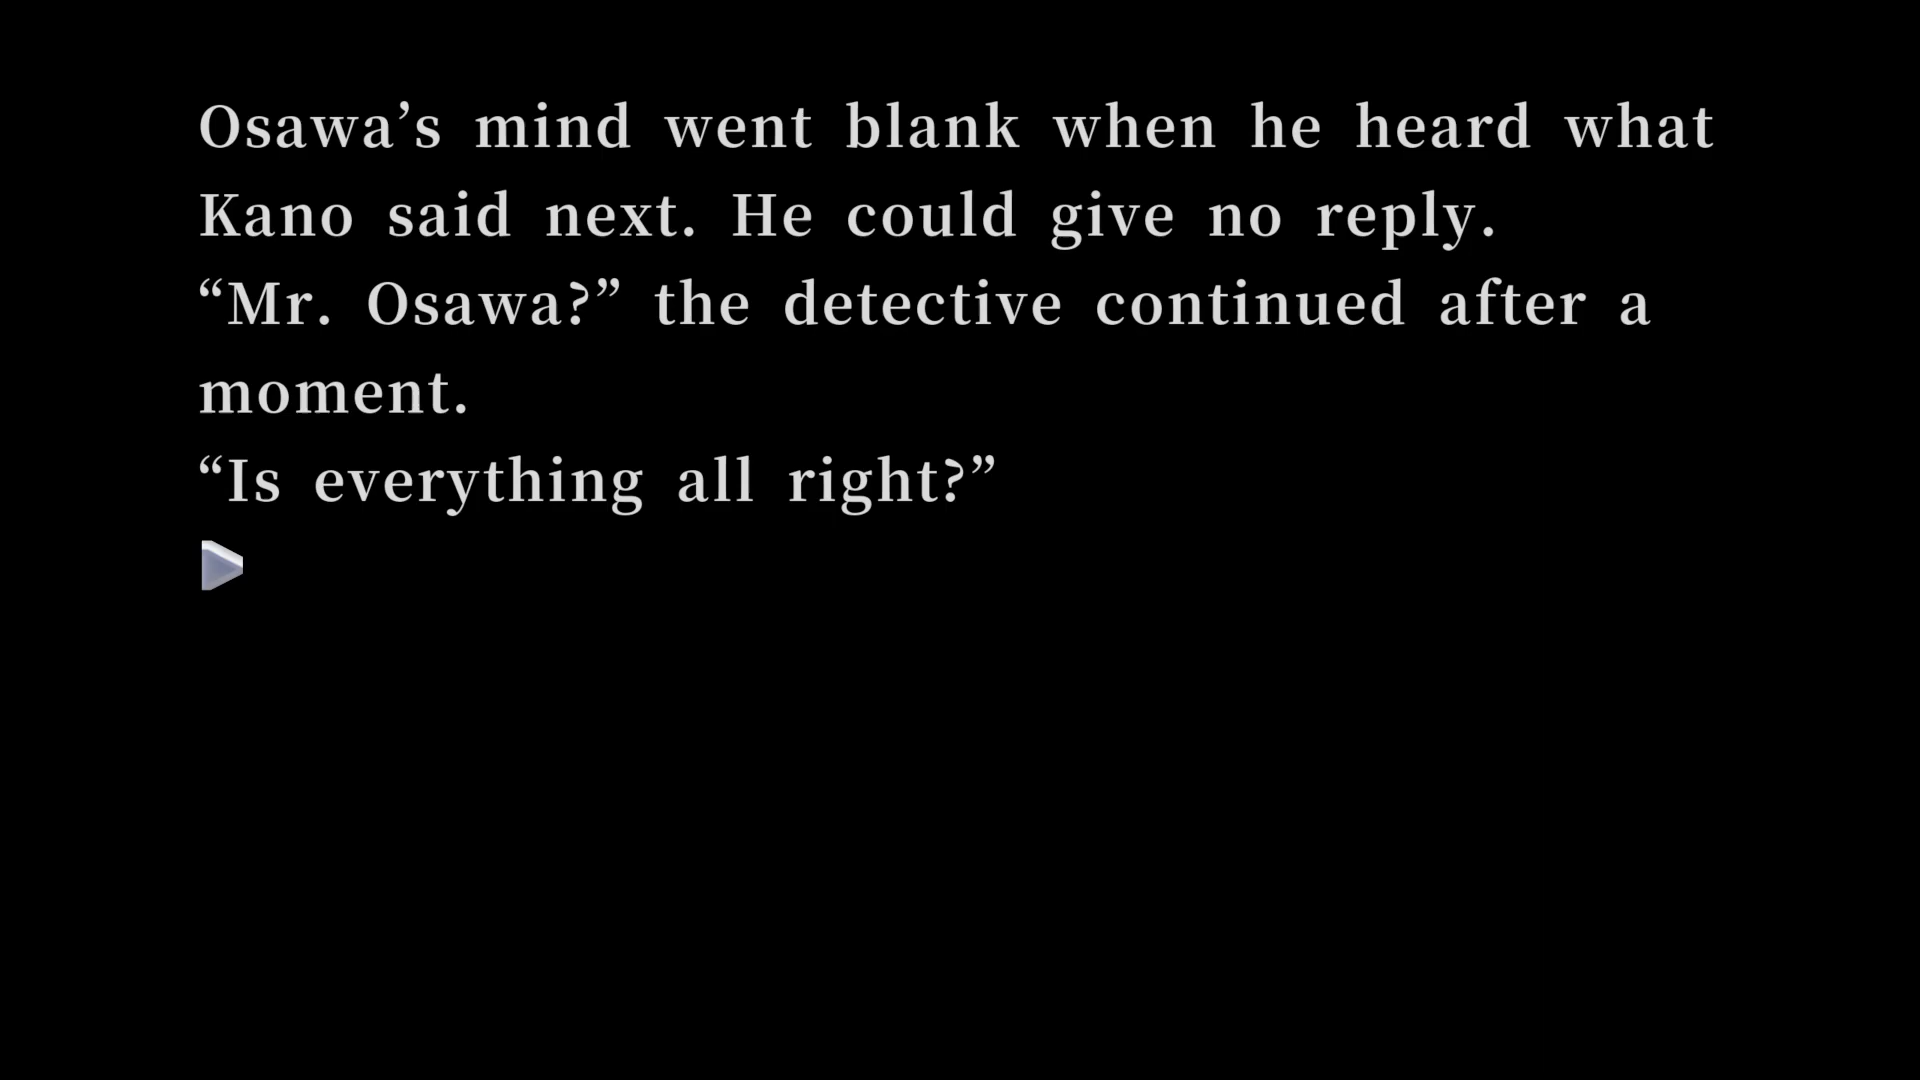 Osawa’s mind went blank when he heard what
Kano said next. He could give no reply.
“Mr. Osawa?” the detective continued after a
moment.
“Is everything all right?”